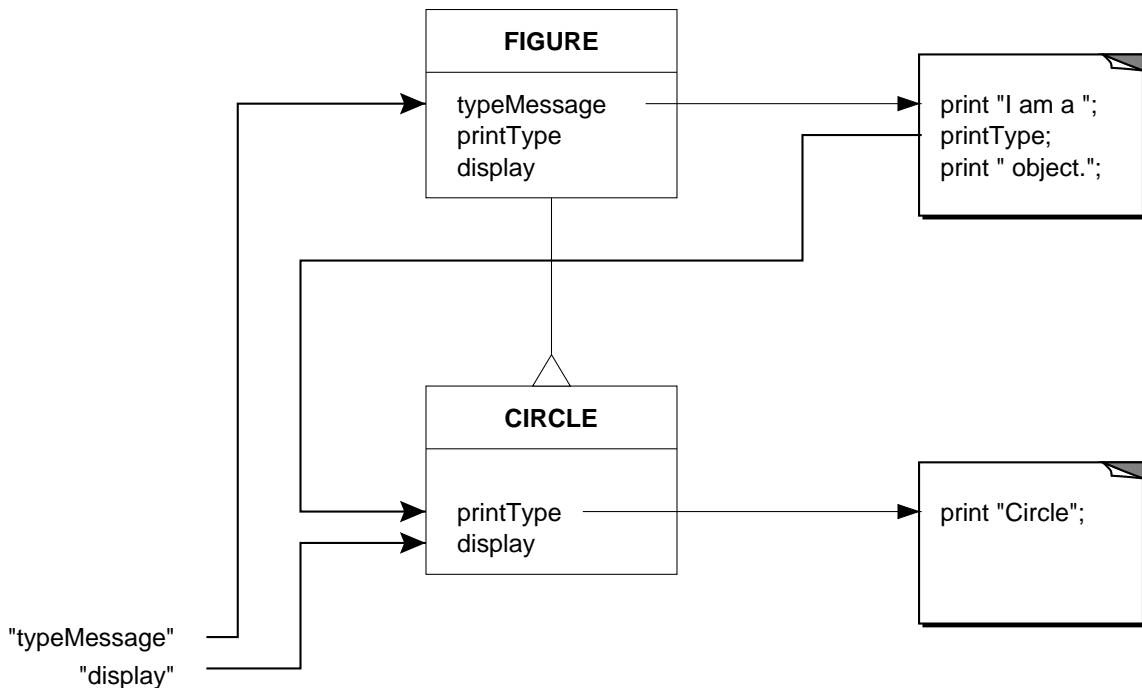 FIGURE
typeMessage
printType
display
print "I am a ";
printType;
print " object.";
CIRCLE
printType
display
print "Circle";
"typeMessage"
"display"